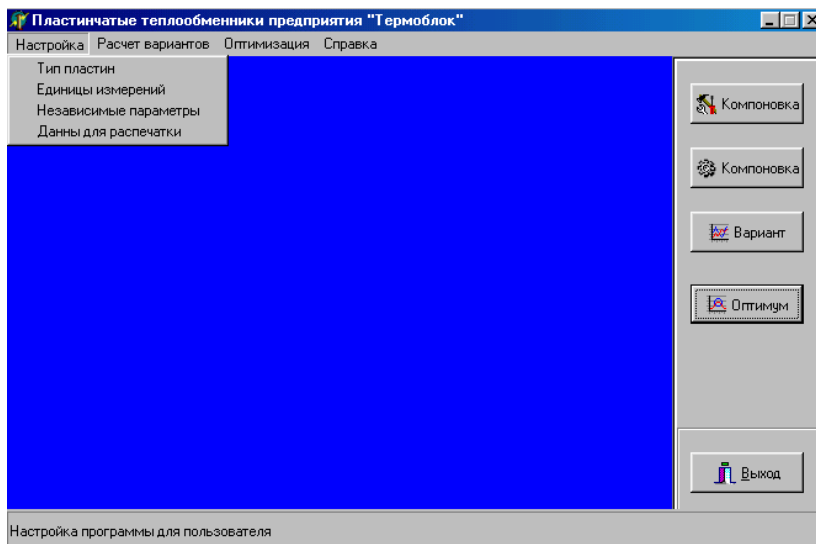 Пластинчатые теплообменники предприятия "Термоблок"
Настройка Расчет вариантов Оптимизация Справка
Тип пластин
Единицы измерений
Независимые параметры
Данны для распечатки
Компоновка
Компоновка
Вариант
Оптимум
Выход
Настройка программы для пользователя